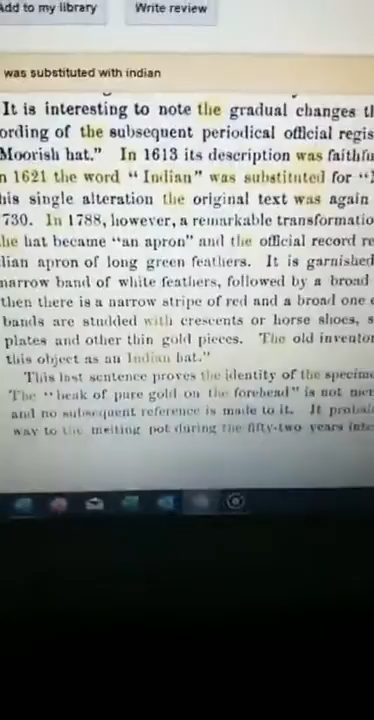 Add to my library Write review
was substituted with indian
It is interesting to note the gradual changes
ording of the subsequent periodical official regis
Moorish hat." In 1613 its description was faithfu
n 1621 the word " Indian" was substituted for
his single alteration the original text was again
730. In 1788, however, a remarkable transformatio
he hat became "an apron" and the official record re
lian apron of long green feathers. It is garnished
narrow band of white feathers, followed by a broad
then there is a narrow stripe of red and a broad one
bands are studded with crescents or horse shoes, s
plates and other thin gold pieces. The old inventor
this object as an Indian hat."
This last sentence proves the identity of the specime
The " beak of pure gold on the forehead" is not mer
and no subsequent reference is made to it. It probab
way to the melting pot during the fifty-two years inte